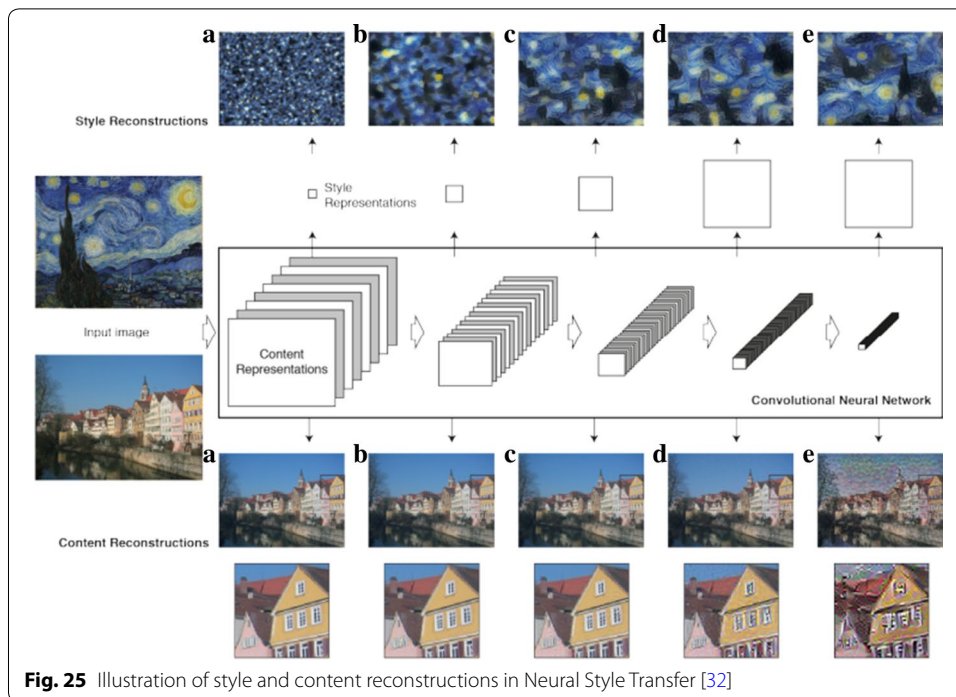 a b c d e
Style Reconstructions
Style
Representations
Input image
Content
Representations
Convolutional Neural Network
a b c d e
Content Reconstructions
Fig. 25 Illustration of style and content reconstructions in Neural Style Transfer [32]